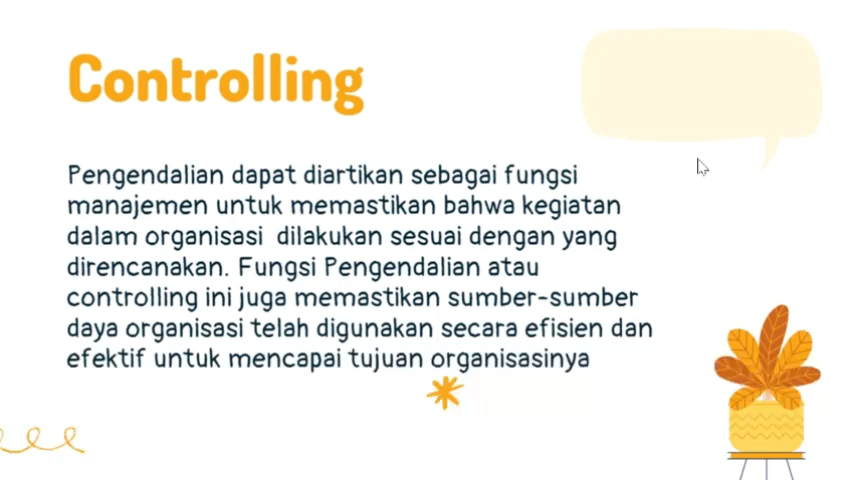 Controlling
Pengendalian dapat diartikan sebagai fungsi
manajemen untuk memastikan bahwa kegiatan
dalam organisasi dilakukan sesuai dengan yang
direncanakan. Fungsi Pengendalian atau
controlling ini juga memastikan sumber-sumber
daya organisasi telah digunakan secara efisien dan
efektif untuk mencapai tujuan organisasinya